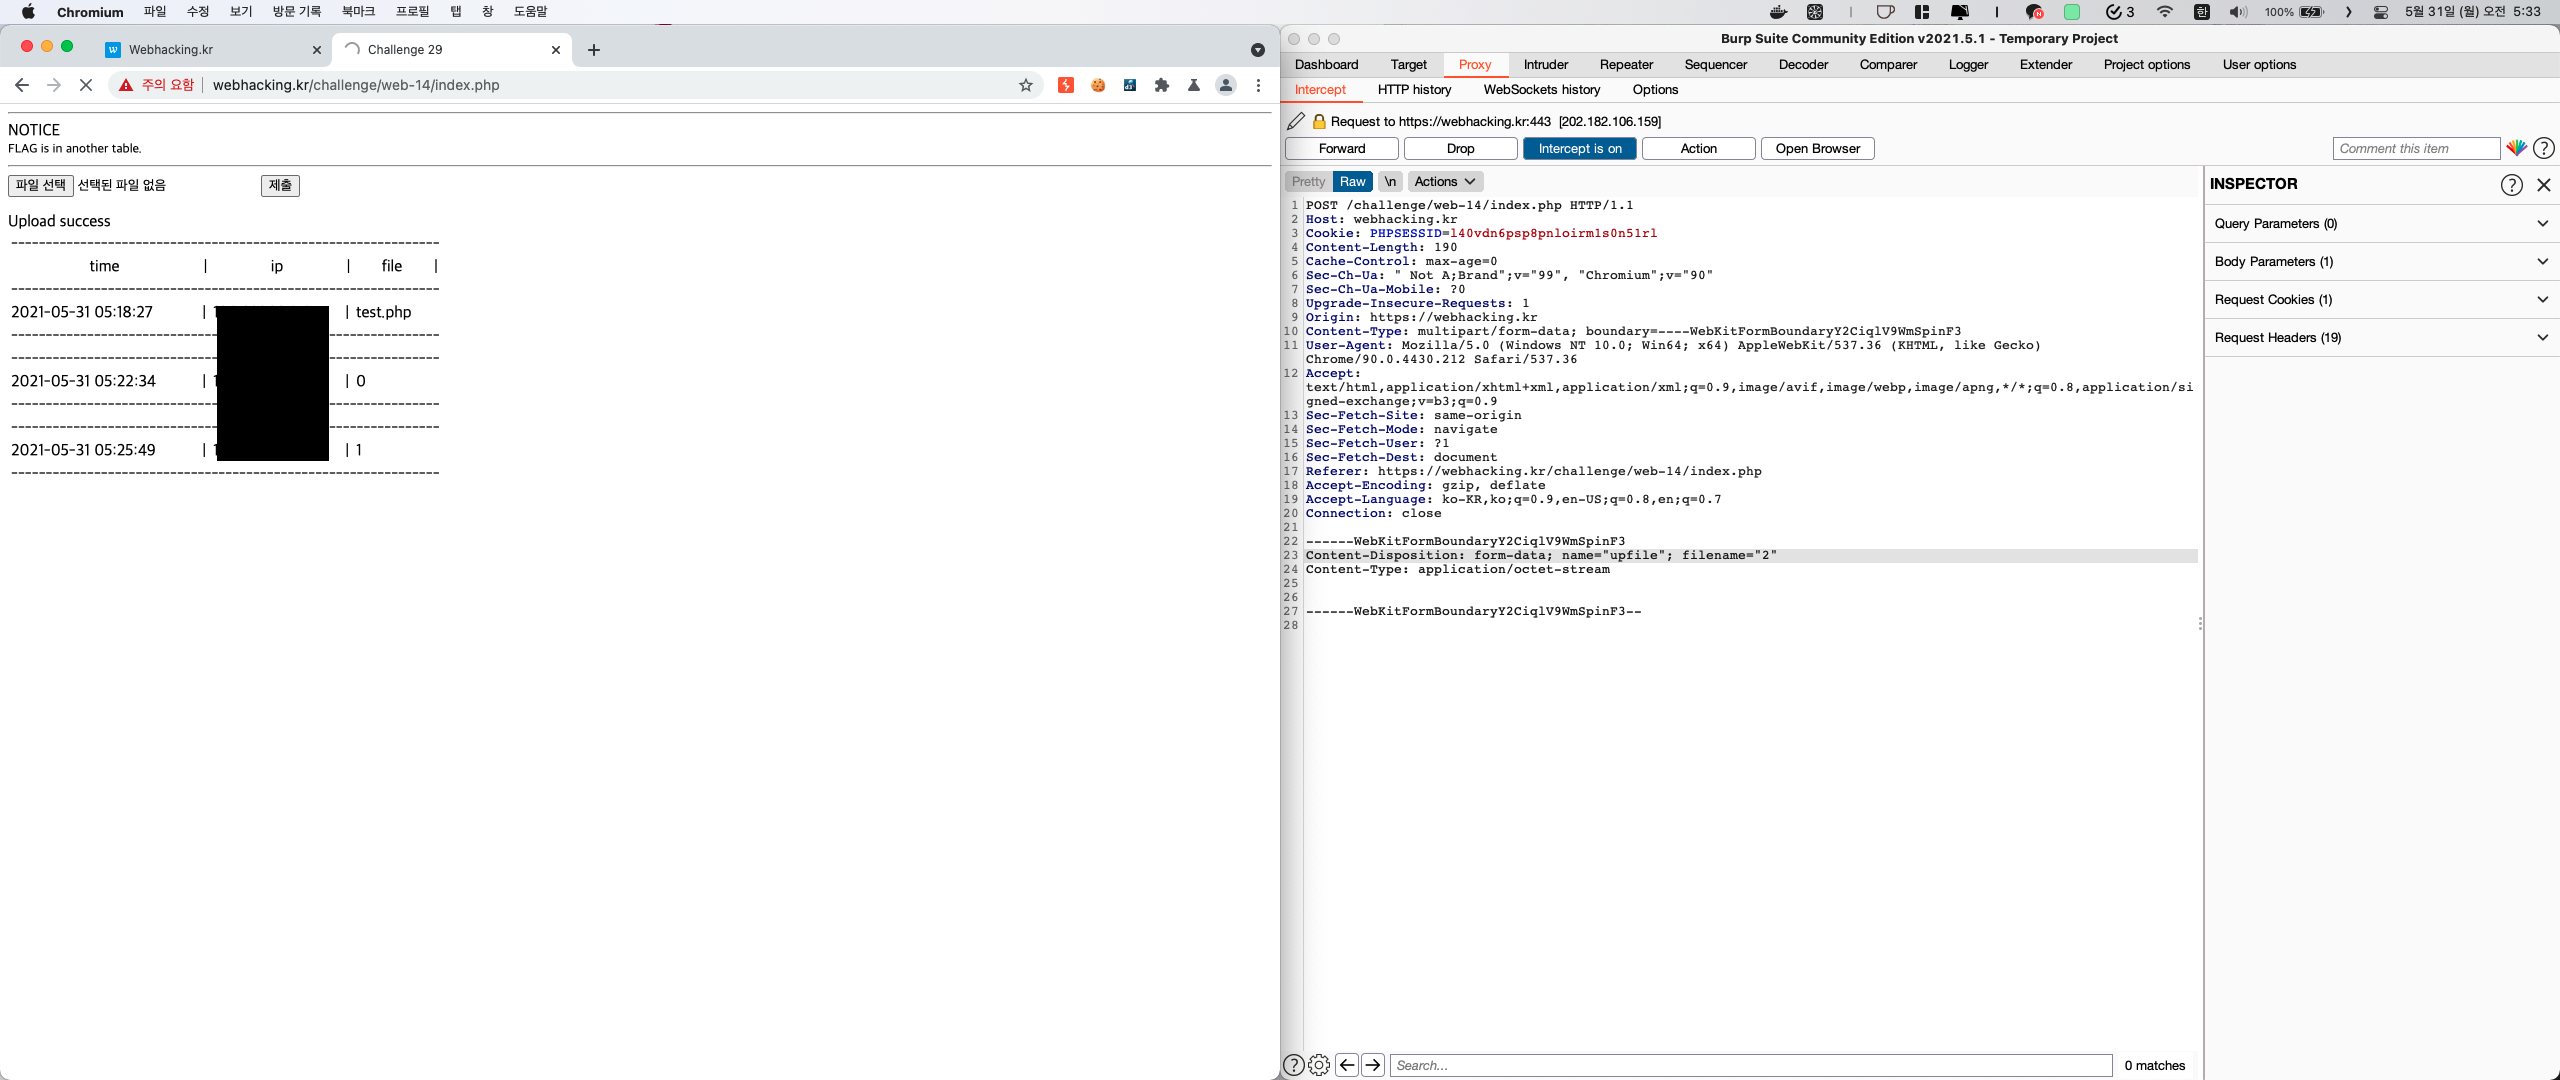 Chromium 파일 수정 보기 방문 기록 북마크 프로필 탭 창 도움말
3 한 100% 5월 31일 (월) 오전 5:33
Webhacking.kr
Challenge 29
주의 요함 webhacking.kr/challenge/web-14/index.php
NOTICE
FLAG is in another table.
파일 선택 선택된 파일 없음 제출
Upload success
--------------------------------------------------------------
time | ip | file |
--------------------------------------------------------------
2021-05-31 05:18:27 | 1 | test.php
--------------------------------------------------------------
--------------------------------------------------------------
2021-05-31 05:22:34 | 1 | 0
--------------------------------------------------------------
--------------------------------------------------------------
2021-05-31 05:25:49 | 1 | 1
--------------------------------------------------------------
Burp Suite Community Edition v2021.5.1 - Temporary Project
Dashboard Target Proxy Intruder Repeater Sequencer Decoder Comparer Logger Extender Project options User options
Intercept HTTP history WebSockets history Options
Request to https://webhacking.kr:443 [202.182.106.159]
Forward Drop Intercept is on Action Open Browser Comment this item
Pretty Raw \n Actions
1 POST /challenge/web-14/index.php HTTP/1.1
2 Host: webhacking.kr
3 Cookie: PHPSESSID=l40vdn6psp8pnloirm1s0n51rl
4 Content-Length: 190
5 Cache-Control: max-age=0
6 Sec-Ch-Ua: " Not A;Brand";v="99", "Chromium";v="90"
7 Sec-Ch-Ua-Mobile: ?0
8 Upgrade-Insecure-Requests: 1
9 Origin: https://webhacking.kr
10 Content-Type: multipart/form-data; boundary=----WebKitFormBoundaryY2CiqlV9WmSpinF3
11 User-Agent: Mozilla/5.0 (Windows NT 10.0; Win64; x64) AppleWebKit/537.36 (KHTML, like Gecko)
Chrome/90.0.4430.212 Safari/537.36
12 Accept:
text/html,application/xhtml+xml,application/xml;q=0.9,image/avif,image/webp,image/apng,*/*;q=0.8,application/si
gned-exchange;v=b3;q=0.9
13 Sec-Fetch-Site: same-origin
14 Sec-Fetch-Mode: navigate
15 Sec-Fetch-User: ?1
16 Sec-Fetch-Dest: document
17 Referer: https://webhacking.kr/challenge/web-14/index.php
18 Accept-Encoding: gzip, deflate
19 Accept-Language: ko-KR,ko;q=0.9,en-US;q=0.8,en;q=0.7
20 Connection: close
21
22 ------WebKitFormBoundaryY2CiqlV9WmSpinF3
23 Content-Disposition: form-data; name="upfile"; filename="2"
24 Content-Type: application/octet-stream
25
26
27 ------WebKitFormBoundaryY2CiqlV9WmSpinF3--
28
INSPECTOR
Query Parameters (0)
Body Parameters (1)
Request Cookies (1)
Request Headers (19)
Search...
0 matches